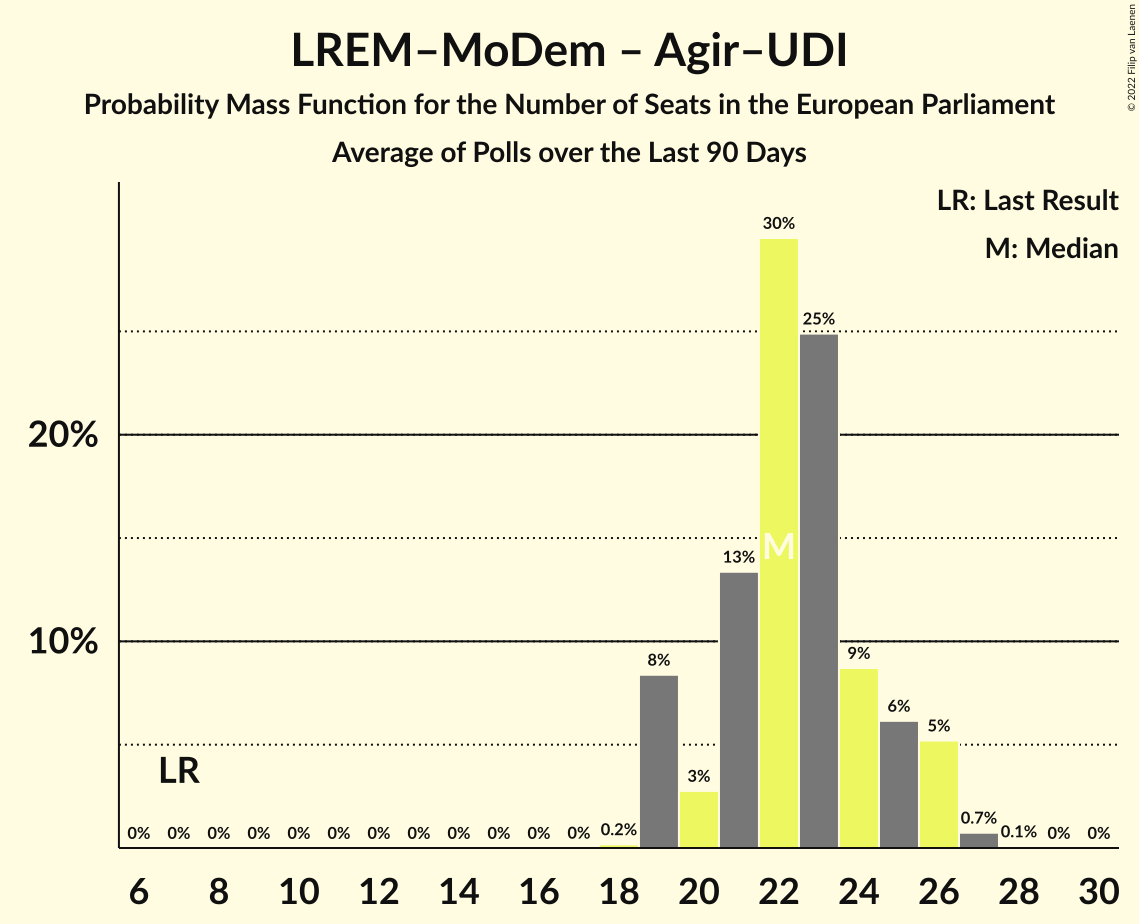 LREM–MoDem – Agir–UDI
Probability Mass Function for the Number of Seats in the European Parliament
Average of Polls over the Last 90 Days
© 2022 Filip van Laenen
LR: Last Result
M: Median
30%
25%
20%
M
13%
10%
8%
9%
6%
5%
LR
3%
0% 0% 0% 0% 0% 0% 0% 0% 0% 0% 0% 0% 0.2% 0.7% 0.1% 0% 0%
6 8 10 12 14 16 18 20 22 24 26 28 30